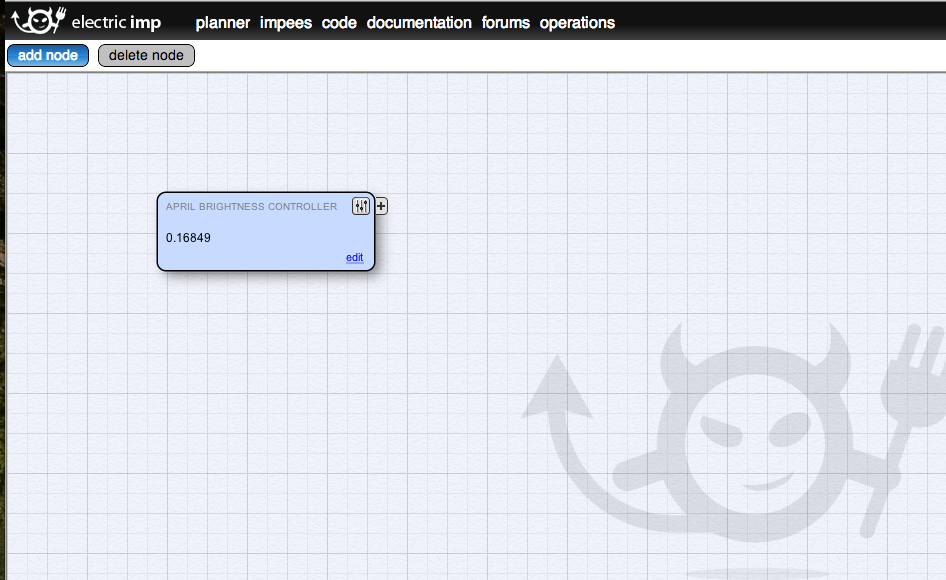 electric imp planner impees code documentation forums operations
add node delete node
APRIL BRIGHTNESS CONTROLLER +
0.16849
edit